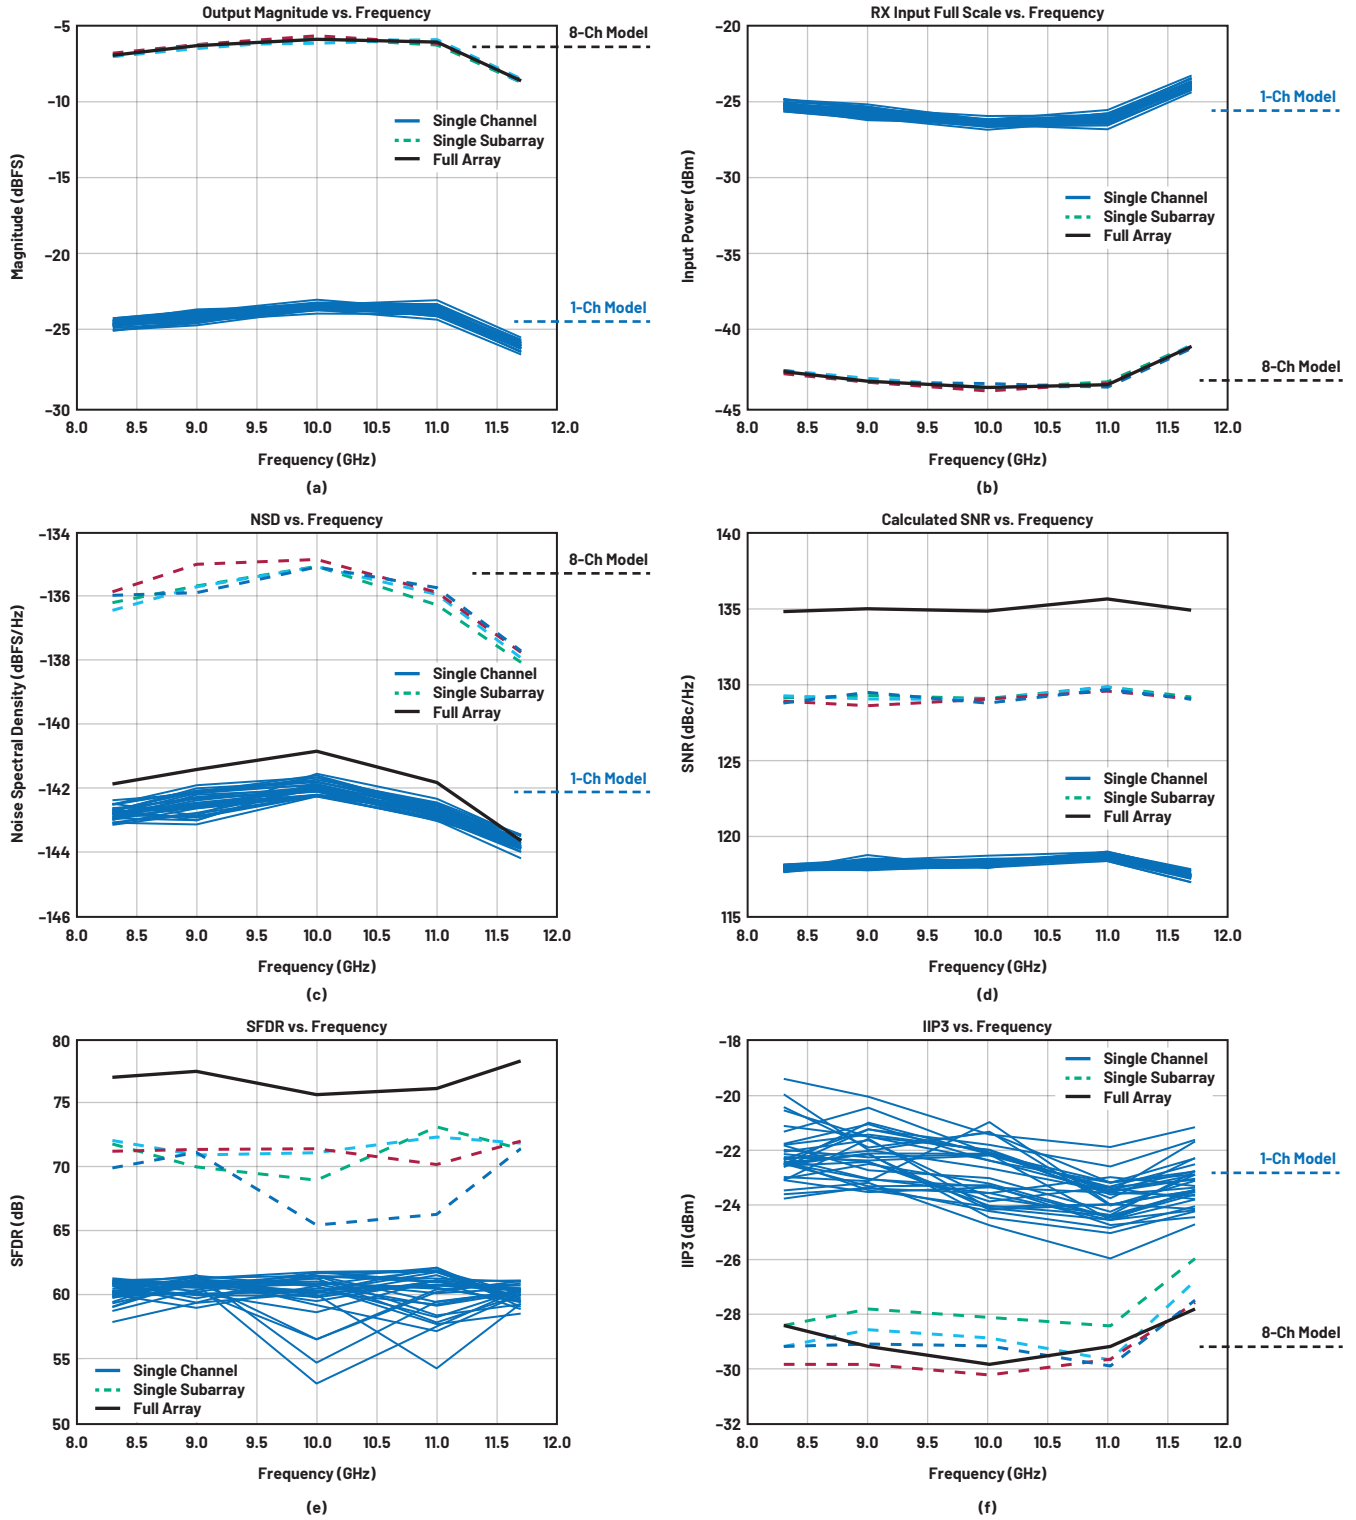 Output Magnitude vs. Frequency
−5
−10
−15
−20
−25
−30
8.0 8.5 9.0 9.5 10.0 10.5 11.0 11.5 12.0
Magnitude (dBFS)
Frequency (GHz)
Single Channel
Single Subarray
Full Array
8-Ch Model
1-Ch Model
(a)
RX Input Full Scale vs. Frequency
−20
−25
−30
−35
−40
−45
8.0 8.5 9.0 9.5 10.0 10.5 11.0 11.5 12.0
Input Power (dBm)
Frequency (GHz)
Single Channel
Single Subarray
Full Array
1-Ch Model
8-Ch Model
(b)
NSD vs. Frequency
−134
−136
−138
−140
−142
−144
−146
8.0 8.5 9.0 9.5 10.0 10.5 11.0 11.5 12.0
Noise Spectral Density (dBFS/Hz)
Frequency (GHz)
Single Channel
Single Subarray
Full Array
8-Ch Model
1-Ch Model
(c)
Calculated SNR vs. Frequency
140
135
130
125
120
115
8.0 8.5 9.0 9.5 10.0 10.5 11.0 11.5 12.0
SNR (dBc/Hz)
Frequency (GHz)
Single Channel
Single Subarray
Full Array
(d)
SFDR vs. Frequency
80
75
70
65
60
55
50
8.0 8.5 9.0 9.5 10.0 10.5 11.0 11.5 12.0
SFDR (dB)
Frequency (GHz)
Single Channel
Single Subarray
Full Array
(e)
IIP3 vs. Frequency
−18
−20
−22
−24
−26
−28
−30
−32
8.0 8.5 9.0 9.5 10.0 10.5 11.0 11.5 12.0
IIP3 (dBm)
Frequency (GHz)
Single Channel
Single Subarray
Full Array
1-Ch Model
8-Ch Model
(f)